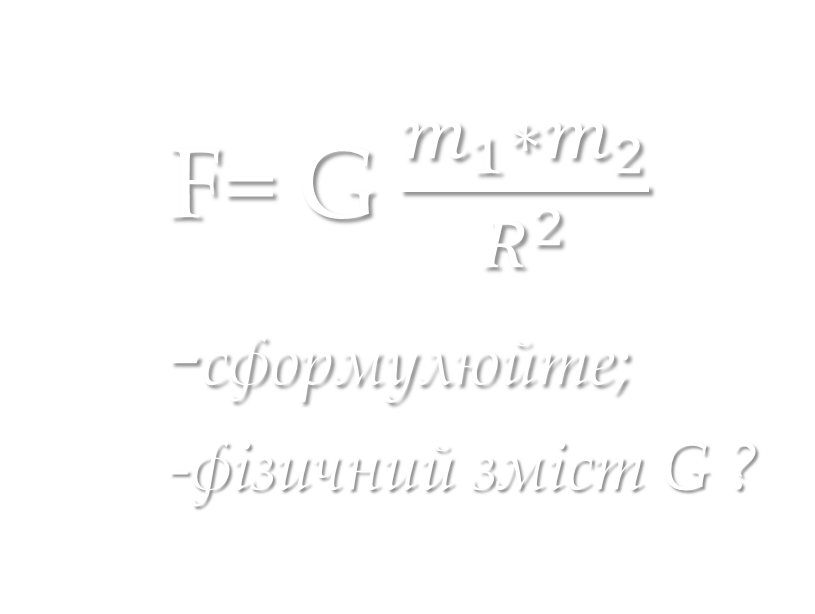 F= G m₁*m₂/R²
-сформулюйте;
-фізичний зміст G ?